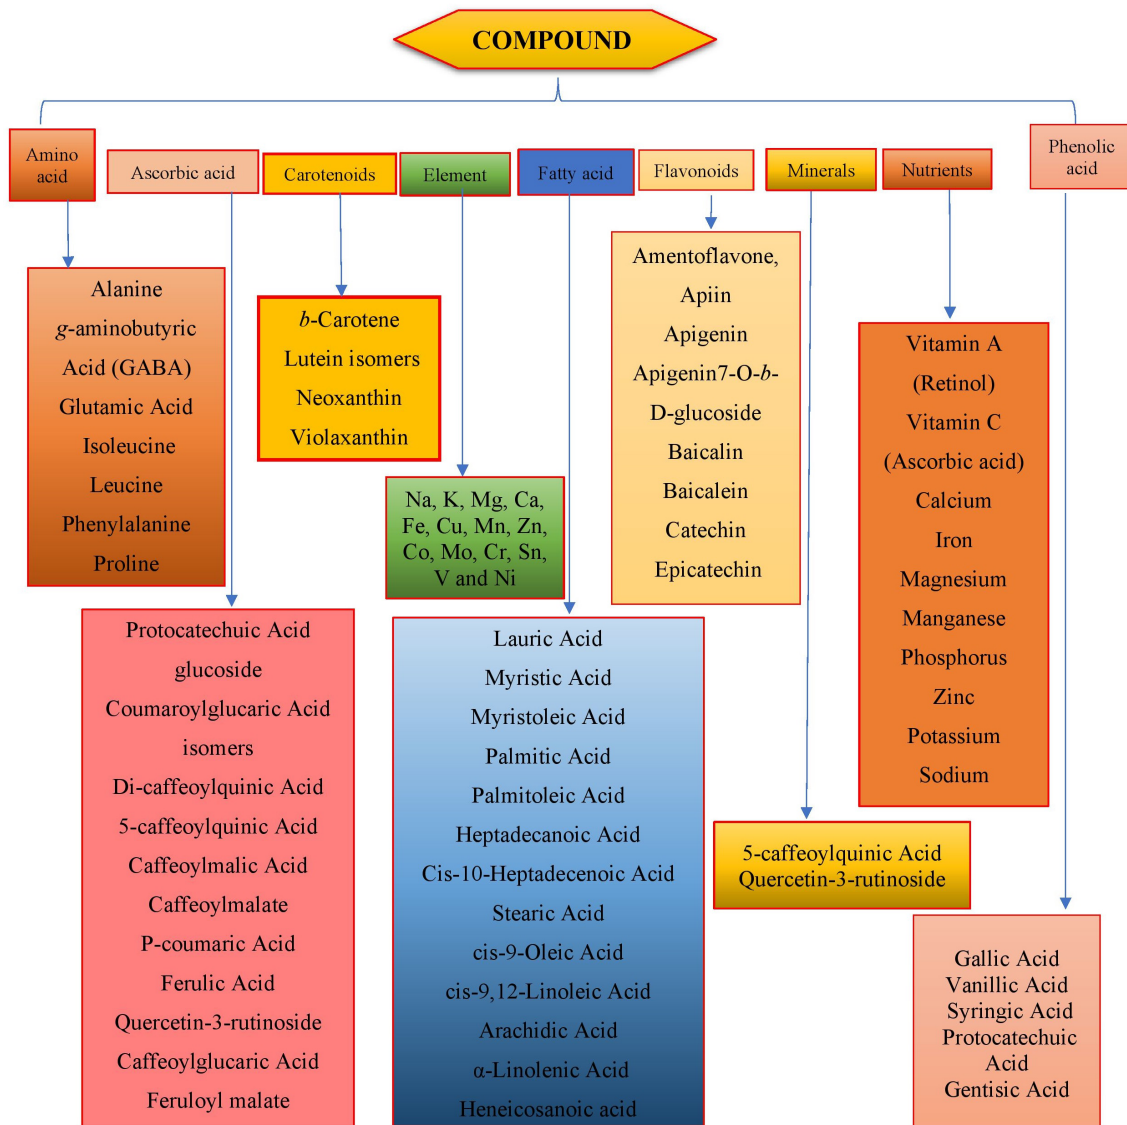 COMPOUND
Amino
acid
Ascorbic acid
Carotenoids
Element
Fatty acid
Flavonoids
Minerals
Nutrients
Phenolic
acid
Alanine
g-aminobutyric
Acid (GABA)
Glutamic Acid
Isoleucine
Leucine
Phenylalanine
Proline
Protocatechuic Acid
glucoside
Coumaroylglucaric Acid
isomers
Di-caffeoylquinic Acid
5-caffeoylquinic Acid
Caffeoylmalic Acid
Caffeoylmalate
P-coumaric Acid
Ferulic Acid
Quercetin-3-rutinoside
Caffeoylglucaric Acid
Feruloyl malate
b-Carotene
Lutein isomers
Neoxanthin
Violaxanthin
Na, K, Mg, Ca,
Fe, Cu, Mn, Zn,
Co, Mo, Cr, Sn,
V and Ni
Lauric Acid
Myristic Acid
Myristoleic Acid
Palmitic Acid
Palmitoleic Acid
Heptadecanoic Acid
Cis-10-Heptadecenoic Acid
Stearic Acid
cis-9-Oleic Acid
cis-9,12-Linoleic Acid
Arachidic Acid
α-Linolenic Acid
Heneicosanoic acid
Amentoflavone,
Apiin
Apigenin
Apigenin7-O-b-
D-glucoside
Baicalin
Baicalein
Catechin
Epicatechin
5-caffeoylquinic Acid
Quercetin-3-rutinoside
Vitamin A
(Retinol)
Vitamin C
(Ascorbic acid)
Calcium
Iron
Magnesium
Manganese
Phosphorus
Zinc
Potassium
Sodium
Gallic Acid
Vanillic Acid
Syringic Acid
Protocatechuic
Acid
Gentisic Acid